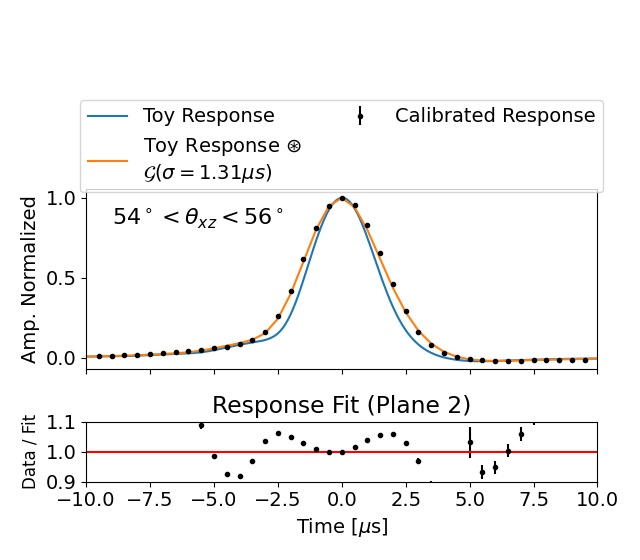 Toy Response
Calibrated Response
Toy Response ⊛
𝒢(σ = 1.31μs)
54° < θxz < 56°
1.0
0.5
0.0
Amp. Normalized
Response Fit (Plane 2)
1.1
1.0
0.9
Data / Fit
−10.0 −7.5 −5.0 −2.5 0.0 2.5 5.0 7.5 10.0
Time [μs]